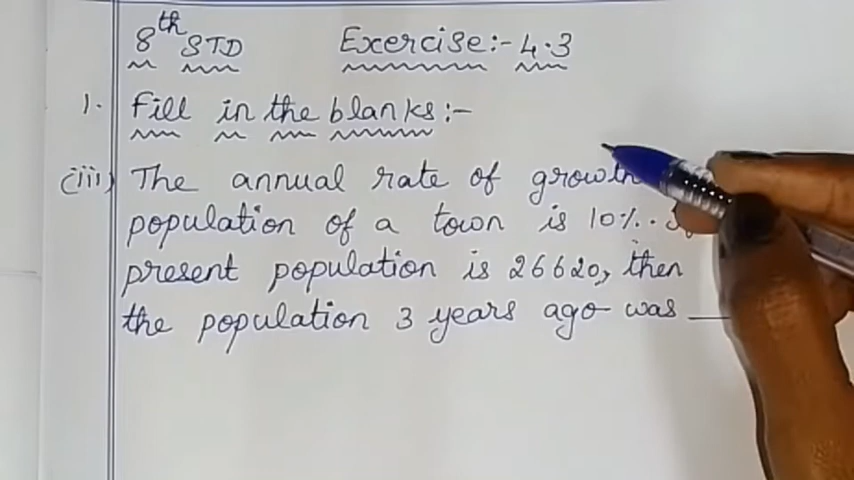 8th STD Exercise:- 4.3
1. Fill in the blanks:-
(iii) The annual rate of growth
population of a town is 10%.
present population is 26620, then
the population 3 years ago was ___